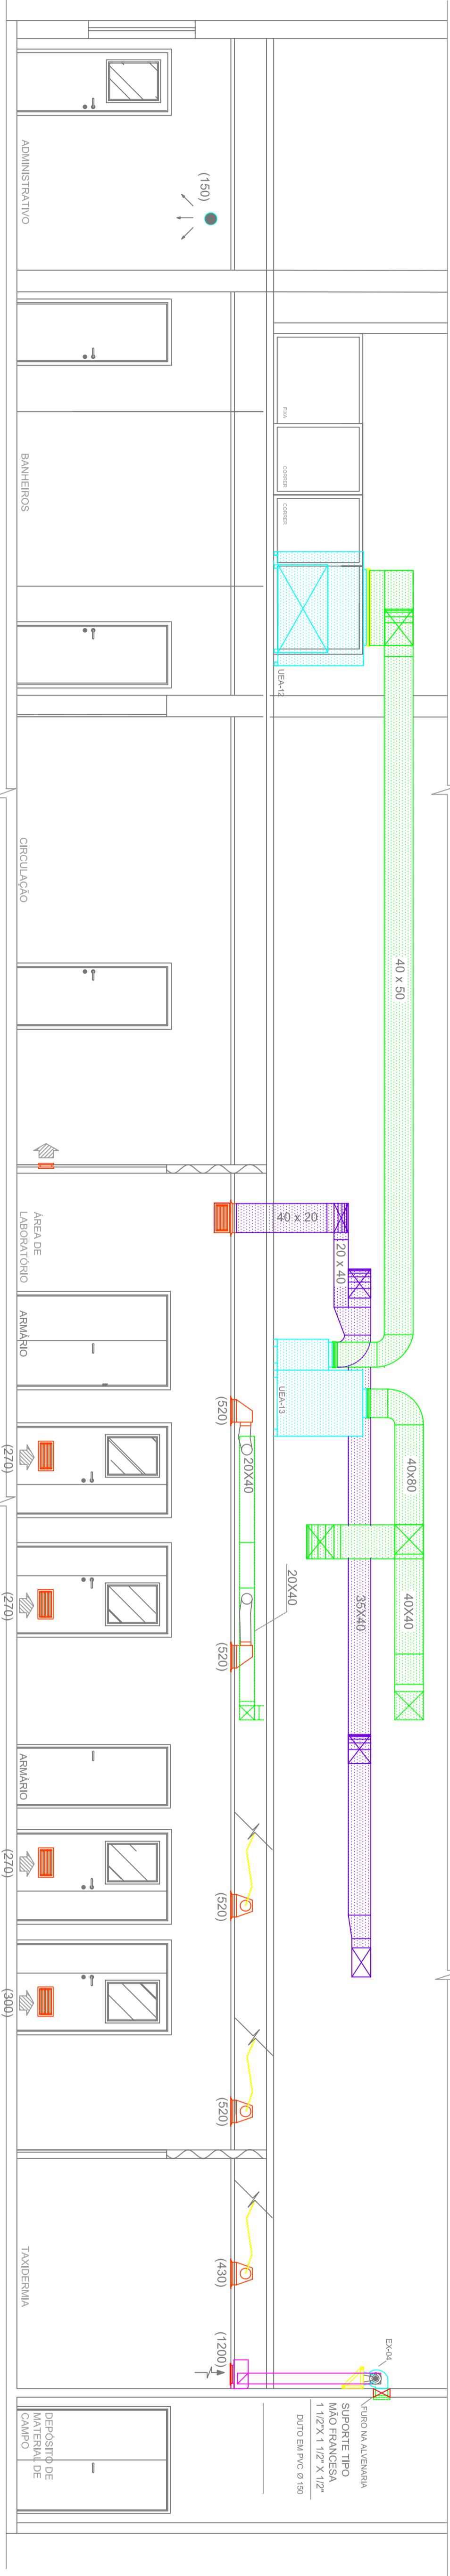 ADMINISTRATIVO
(150)
BANHEIROS
FIXA
CORRER
CORRER
UEA-12
CIRCULAÇÃO
40 x 50
ÁREA DE
LABORATÓRIO
40 x 20
20 x 40
ARMÁRIO
UEA-13
(520)
20X40
40x80
(270)
20X40
35X40
40X40
(270)
(520)
ARMÁRIO
(270)
(520)
(300)
(520)
TAXIDERMIA
(430)
(1200)
EX-04
FURO NA ALVENARIA
SUPORTE TIPO
MÃO FRANCESA
1 1/2"X 1 1/2" X 1/2"
DUTO EM PVC Ø 150
DEPÓSITO DE
MATERIAL DE
CAMPO